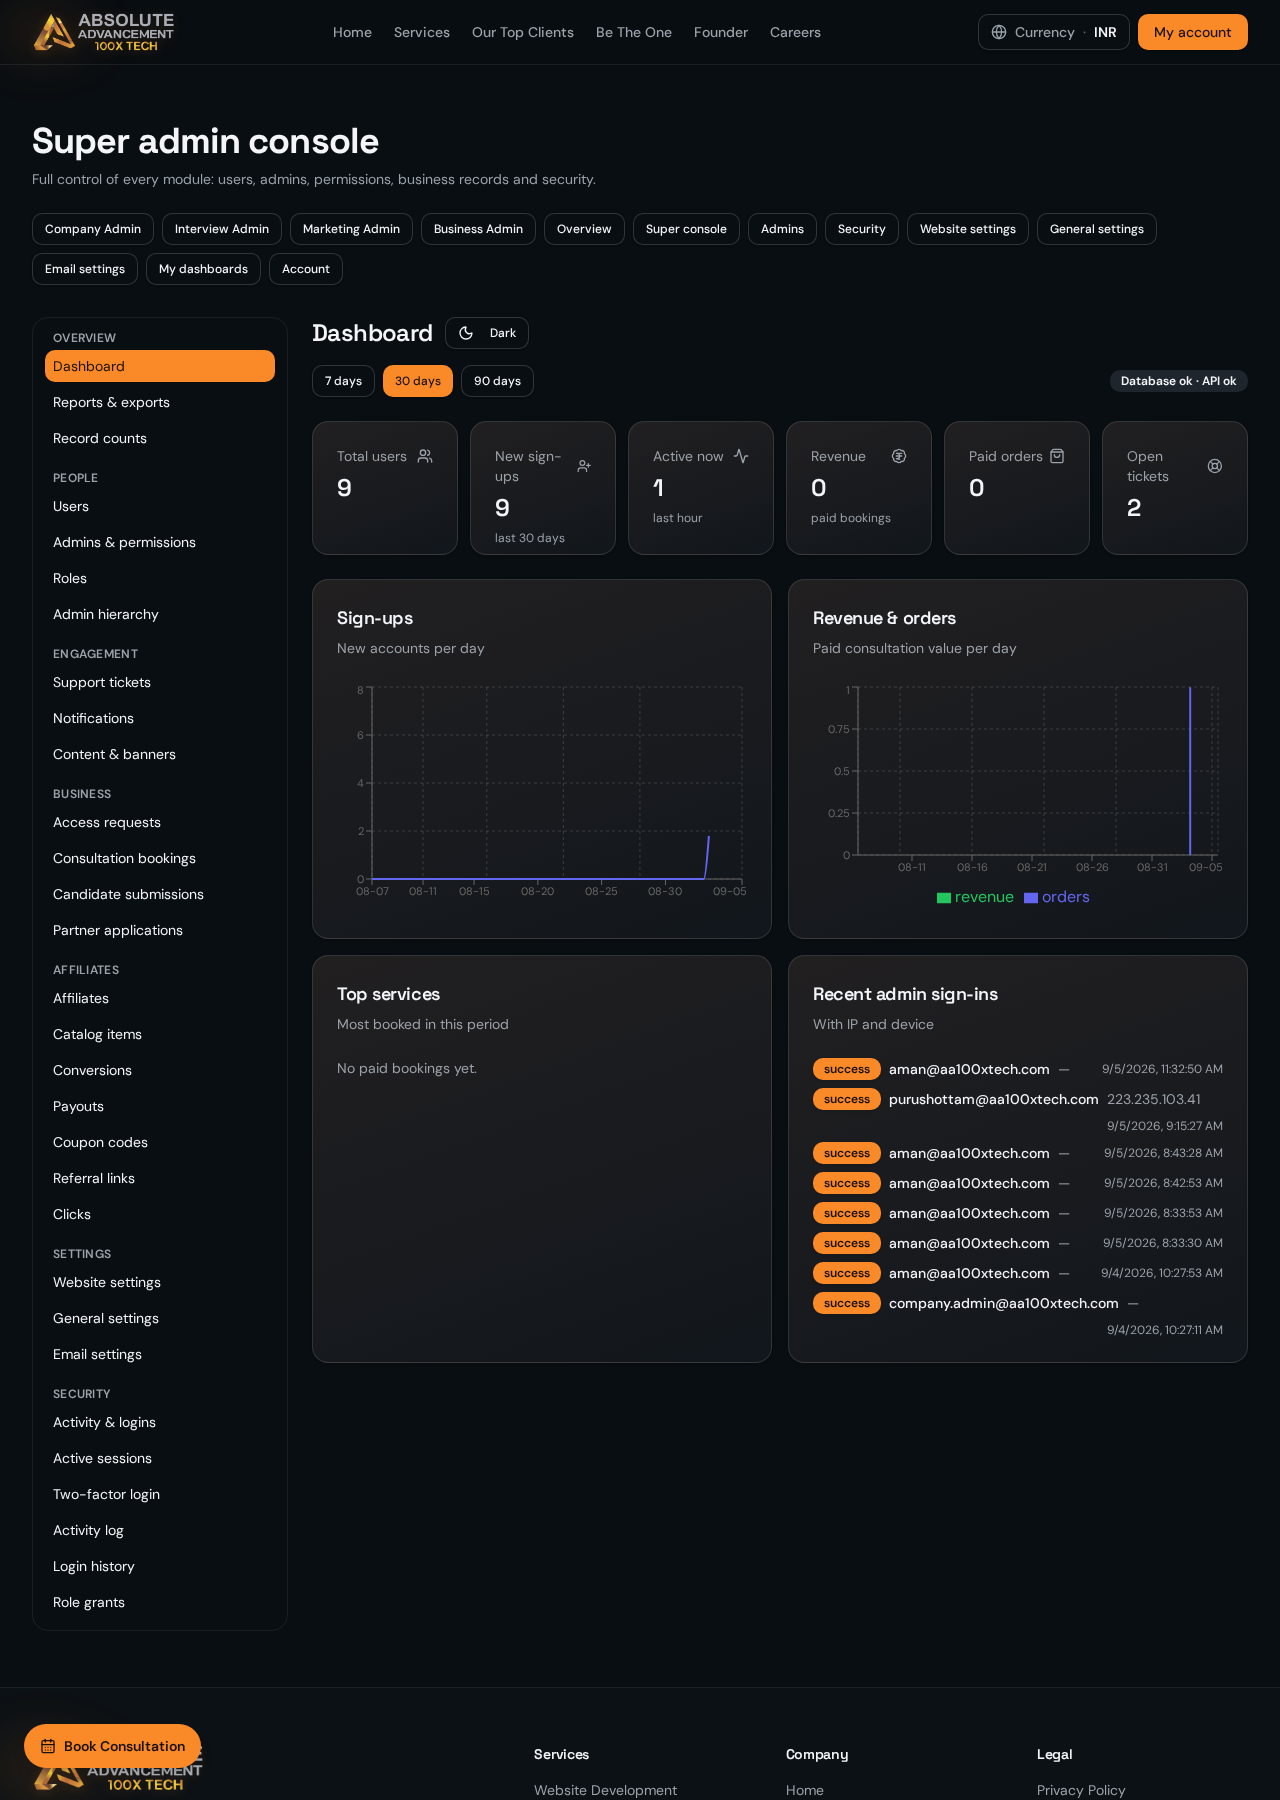 ABSOLUTE
ADVANCEMENT
100X TECH
Home Services Our Top Clients Be The One Founder Careers
Currency · INR
My account
Super admin console
Full control of every module: users, admins, permissions, business records and security.
Company Admin Interview Admin Marketing Admin Business Admin Overview Super console Admins Security Website settings General settings
Email settings My dashboards Account
OVERVIEW
Dashboard
Reports & exports
Record counts
PEOPLE
Users
Admins & permissions
Roles
Admin hierarchy
ENGAGEMENT
Support tickets
Notifications
Content & banners
BUSINESS
Access requests
Consultation bookings
Candidate submissions
Partner applications
AFFILIATES
Affiliates
Catalog items
Conversions
Payouts
Coupon codes
Referral links
Clicks
SETTINGS
Website settings
General settings
Email settings
SECURITY
Activity & logins
Active sessions
Two-factor login
Activity log
Login history
Role grants
Dashboard Dark
7 days 30 days 90 days
Database ok · API ok
Total users
9
New sign-
ups
9
last 30 days
Active now
1
last hour
Revenue
0
paid bookings
Paid orders
0
Open
tickets
2
Sign-ups
New accounts per day
8
6
4
2
0
08-07 08-11 08-15 08-20 08-25 08-30 09-05
Revenue & orders
Paid consultation value per day
1
0.75
0.5
0.25
0
08-11 08-16 08-21 08-26 08-31 09-05
revenue orders
Top services
Most booked in this period
No paid bookings yet.
Recent admin sign-ins
With IP and device
success aman@aa100xtech.com — 9/5/2026, 11:32:50 AM
success purushottam@aa100xtech.com 223.235.103.41
9/5/2026, 9:15:27 AM
success aman@aa100xtech.com — 9/5/2026, 8:43:28 AM
success aman@aa100xtech.com — 9/5/2026, 8:42:53 AM
success aman@aa100xtech.com — 9/5/2026, 8:33:53 AM
success aman@aa100xtech.com — 9/5/2026, 8:33:30 AM
success aman@aa100xtech.com — 9/4/2026, 10:27:53 AM
success company.admin@aa100xtech.com —
9/4/2026, 10:27:11 AM
Book Consultation
ADVANCEMENT
100X TECH
Services
Website Development
Company
Home
Legal
Privacy Policy